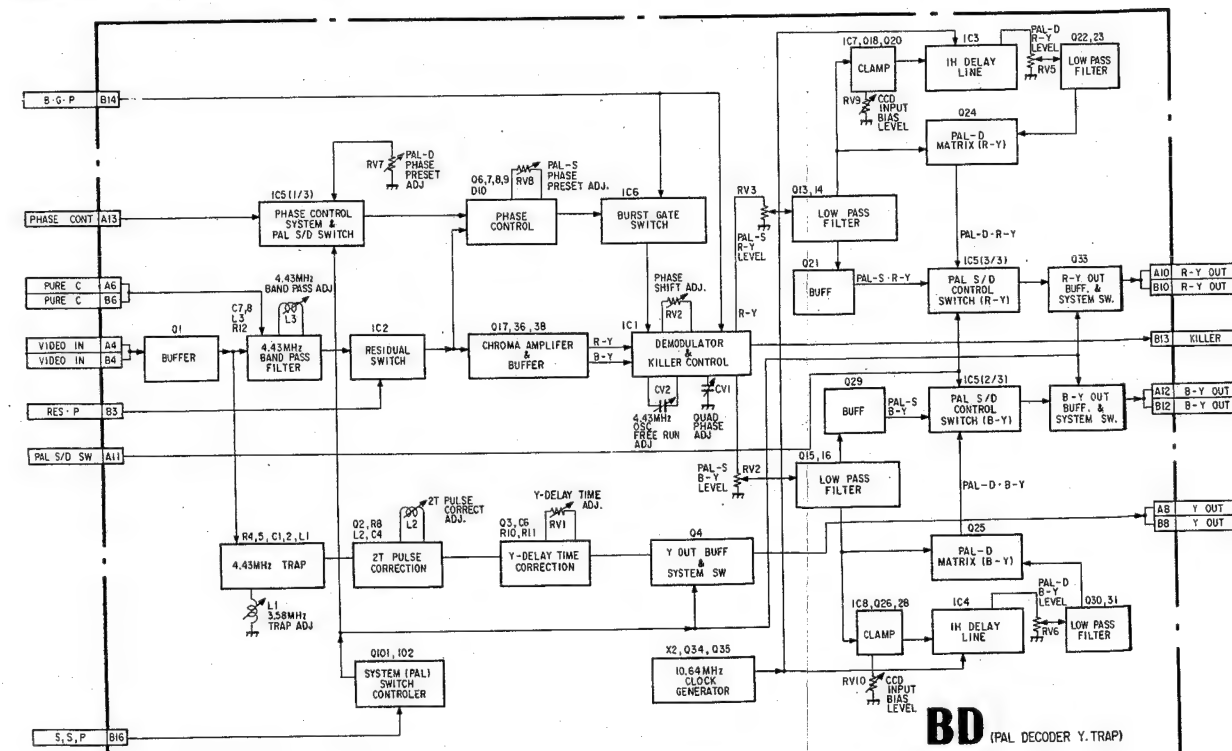 IC7, Q18, Q20
CLAMP
RV9
CCD
INPUT
BIAS
LEVEL
IC3
1H DELAY
LINE
PAL-D
R-Y
LEVEL
RV5
Q22, 23
LOW PASS
FILTER
B·G·P B14
Q24
PAL-D
MATRIX (R-Y)
RV7
PAL-D
PHASE
PRESET
ADJ
Q6,7,8,9
D10
RV8
PAL-S
PHASE
PRESET ADJ.
IC5 (1/3)
PHASE CONTROL
SYSTEM &
PAL S/D SWITCH
PHASE
CONTROL
IC6
BURST GATE
SWITCH
PHASE CONT A13
RV3
PAL-S
R-Y
LEVEL
Q13, 14
LOW PASS
FILTER
PAL-D·R-Y
Q21
BUFF
PAL-S·R-Y
IC5(3/3)
PAL S/D
CONTROL
SWITCH (R-Y)
Q33
R-Y OUT
BUFF. &
SYSTEM SW.
A10 R-Y OUT
B10 R-Y OUT
PURE C A6
PURE C B6
4.43MHz
BAND PASS ADJ
L3
C7,8
L3
R12
4.43MHz
BAND PASS
FILTER
VIDEO IN A4
VIDEO IN B4
Q1
BUFFER
IC2
RESIDUAL
SWITCH
Q17, 36, 38
CHROMA AMPLIFER
&
BUFFER
R-Y
B-Y
PHASE
SHIFT ADJ.
RV2
IC1
DEMODULATOR
&
KILLER CONTROL
R-Y
B13 KILLER
CV2
4.43MHz
OSC
FREE RUN
ADJ
CV1
QUAD
PHASE
ADJ
Q29
BUFF
PAL-S
B-Y
IC5(2/3)
PAL S/D
CONTROL
SWITCH (B-Y)
B-Y OUT
BUFF. &
SYSTEM SW.
A12 B-Y OUT
B12 B-Y OUT
RES·P B3
PAL S/D SW A11
PAL-S
B-Y
LEVEL
RV2
Q15, 16
LOW PASS
FILTER
PAL-D·B-Y
A8 Y OUT
B8 Y OUT
R4,5, C1,2, L1
4.43MHz TRAP
L1
3.58MHz
TRAP ADJ
Q2, R8
L2, C4
L2
2T PULSE
CORRECT
ADJ.
2T PULSE
CORRECTION
Q3, C6
R10, R11
Y-DELAY TIME
ADJ.
RV1
Y-DELAY TIME
CORRECTION
Q4
Y OUT BUFF
&
SYSTEM SW
Q25
PAL-D
MATRIX (B-Y)
IC8, Q26, 28
CLAMP
RV10
CCD
INPUT
BIAS
LEVEL
IC4
1H DELAY
LINE
PAL-D
B-Y
LEVEL
RV6
Q30, 31
LOW PASS
FILTER
Q101, 102
SYSTEM (PAL)
SWITCH
CONTROLER
X2, Q34, Q35
10.64MHz
CLOCK
GENERATOR
S, S, P B16
BD (PAL DECODER Y. TRAP)